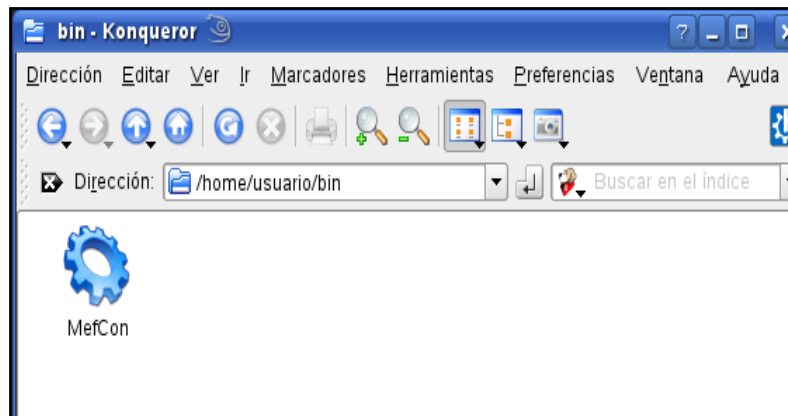 bin - Konqueror
Dirección Editar Ver Ir Marcadores Herramientas Preferencias Ventana Ayuda
Dirección: /home/usuario/bin Buscar en el índice
MefCon